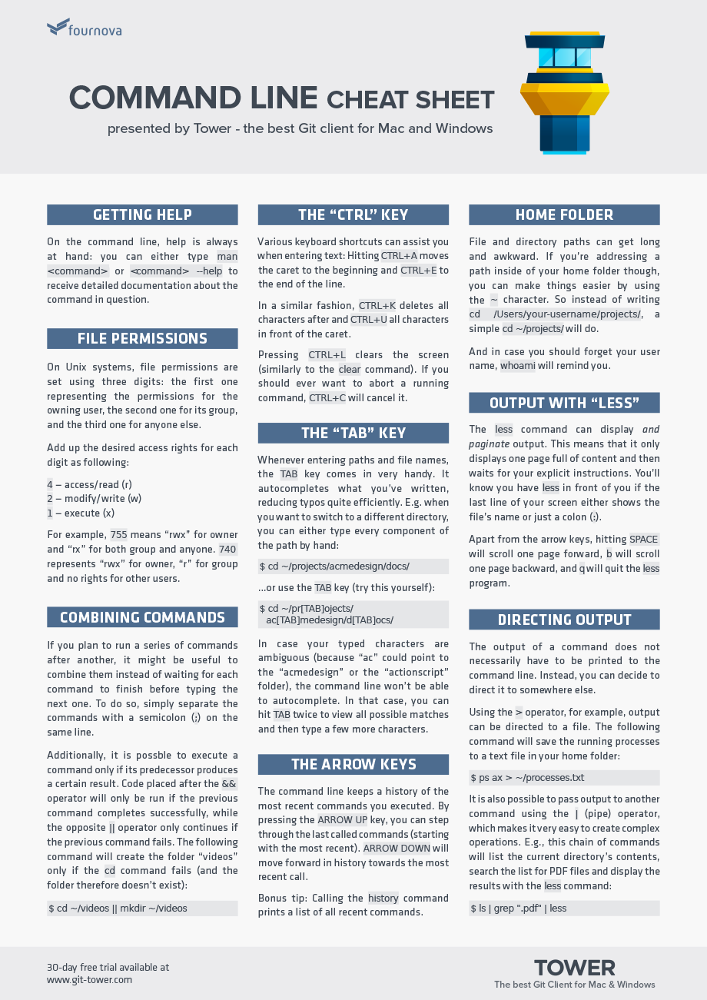 fournova
COMMAND LINE CHEAT SHEET
presented by Tower - the best Git client for Mac and Windows
GETTING HELP
On the command line, help is always
at hand: you can either type man
<command> or <command> --help to
receive detailed documentation about the
command in question.
FILE PERMISSIONS
On Unix systems, file permissions are
set using three digits: the first one
representing the permissions for the
owning user, the second one for its group,
and the third one for anyone else.
Add up the desired access rights for each
digit as following:
4 – access/read (r)
2 – modify/write (w)
1 – execute (x)
For example, 755 means “rwx” for owner
and “rx” for both group and anyone. 740
represents “rwx” for owner, “r” for group
and no rights for other users.
COMBINING COMMANDS
If you plan to run a series of commands
after another, it might be useful to
combine them instead of waiting for each
command to finish before typing the
next one. To do so, simply separate the
commands with a semicolon (;) on the
same line.
Additionally, it is possble to execute a
command only if its predecessor produces
a certain result. Code placed after the &&
operator will only be run if the previous
command completes successfully, while
the opposite || operator only continues if
the previous command fails. The following
command will create the folder “videos”
only if the cd command fails (and the
folder therefore doesn’t exist):
$ cd ~/videos || mkdir ~/videos
THE “CTRL” KEY
Various keyboard shortcuts can assist you
when entering text: Hitting CTRL+A moves
the caret to the beginning and CTRL+E to
the end of the line.
In a similar fashion, CTRL+K deletes all
characters after and CTRL+U all characters
in front of the caret.
Pressing CTRL+L clears the screen
(similarly to the clear command). If you
should ever want to abort a running
command, CTRL+C will cancel it.
THE “TAB” KEY
Whenever entering paths and file names,
the TAB key comes in very handy. It
autocompletes what you’ve written,
reducing typos quite efficiently. E.g. when
you want to switch to a different directory,
you can either type every component of
the path by hand:
$ cd ~/projects/acmedesign/docs/
...or use the TAB key (try this yourself):
$ cd ~/pr[TAB]ojects/
ac[TAB]medesign/d[TAB]ocs/
In case your typed characters are
ambiguous (because “ac” could point to
the “acmedesign” or the “actionscript”
folder), the command line won’t be able
to autocomplete. In that case, you can
hit TAB twice to view all possible matches
and then type a few more characters.
THE ARROW KEYS
The command line keeps a history of the
most recent commands you executed. By
pressing the ARROW UP key, you can step
through the last called commands (starting
with the most recent). ARROW DOWN will
move forward in history towards the most
recent call.
Bonus tip: Calling the history command
prints a list of all recent commands.
HOME FOLDER
File and directory paths can get long
and awkward. If you’re addressing a
path inside of your home folder though,
you can make things easier by using
the ~ character. So instead of writing
cd /Users/your-username/projects/, a
simple cd ~/projects/ will do.
And in case you should forget your user
name, whoami will remind you.
OUTPUT WITH “LESS”
The less command can display and
paginate output. This means that it only
displays one page full of content and then
waits for your explicit instructions. You’ll
know you have less in front of you if the
last line of your screen either shows the
file’s name or just a colon (:).
Apart from the arrow keys, hitting SPACE
will scroll one page forward, b will scroll
one page backward, and q will quit the less
program.
DIRECTING OUTPUT
The output of a command does not
necessarily have to be printed to the
command line. Instead, you can decide to
direct it to somewhere else.
Using the > operator, for example, output
can be directed to a file. The following
command will save the running processes
to a text file in your home folder:
$ ps ax > ~/processes.txt
It is also possible to pass output to another
command using the | (pipe) operator,
which makes it very easy to create complex
operations. E.g., this chain of commands
will list the current directory’s contents,
search the list for PDF files and display the
results with the less command:
$ ls | grep ".pdf" | less
30-day free trial available at
www.git-tower.com
TOWER
The best Git Client for Mac & Windows